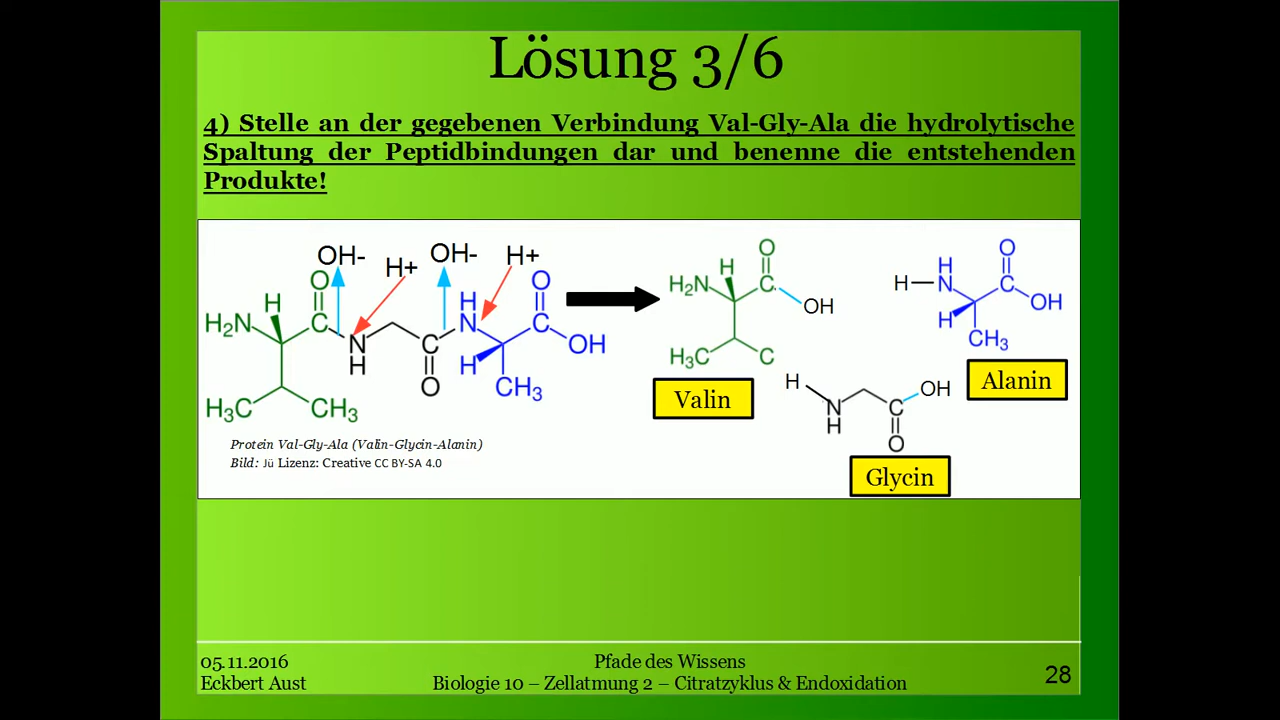 Lösung 3/6
4) Stelle an der gegebenen Verbindung Val-Gly-Ala die hydrolytische
Spaltung der Peptidbindungen dar und benenne die entstehenden
Produkte!
OH- H+ OH- H+
O H H O
H₂N H N H N H O OH
H₃C CH₃ O CH₃
H₂N H O C OH
H₃C C
Valin
H H N O OH
H CH₃
Alanin
H N H C OH O
Glycin
Protein Val-Gly-Ala (Valin-Glycin-Alanin)
Bild: Jü Lizenz: Creative CC BY-SA 4.0
05.11.2016
Eckbert Aust
Pfade des Wissens
Biologie 10 – Zellatmung 2 – Citratzyklus & Endoxidation
28